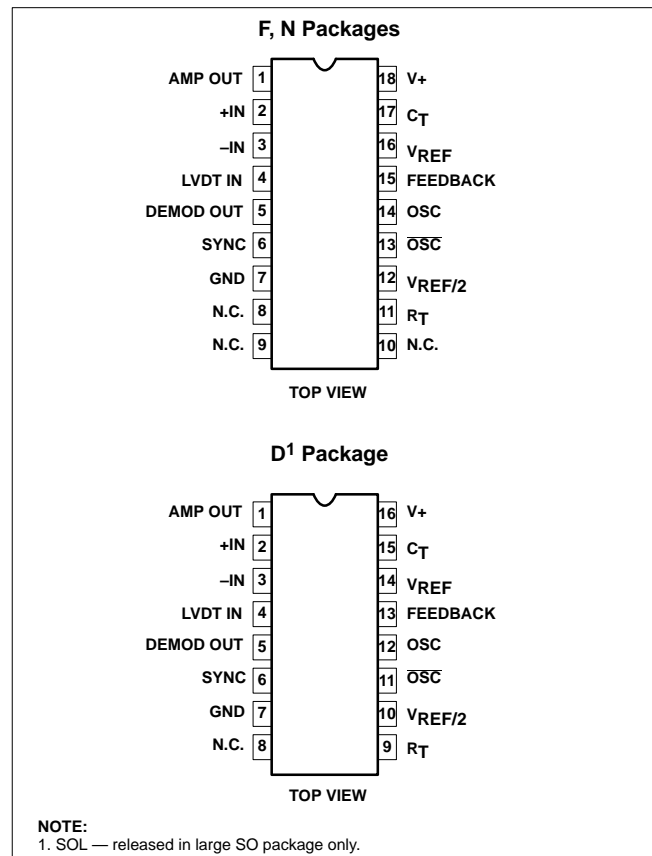 F, N Packages
AMP OUT 1 18 V+
+IN 2 17 CT
–IN 3 16 VREF
LVDT IN 4 15 FEEDBACK
DEMOD OUT 5 14 OSC
SYNC 6 13 O̅S̅C̅
GND 7 12 VREF/2
N.C. 8 11 RT
N.C. 9 10 N.C.
TOP VIEW
D1 Package
AMP OUT 1 16 V+
+IN 2 15 CT
–IN 3 14 VREF
LVDT IN 4 13 FEEDBACK
DEMOD OUT 5 12 OSC
SYNC 6 11 O̅S̅C̅
GND 7 10 VREF/2
N.C. 8 9 RT
TOP VIEW
NOTE:
1. SOL — released in large SO package only.